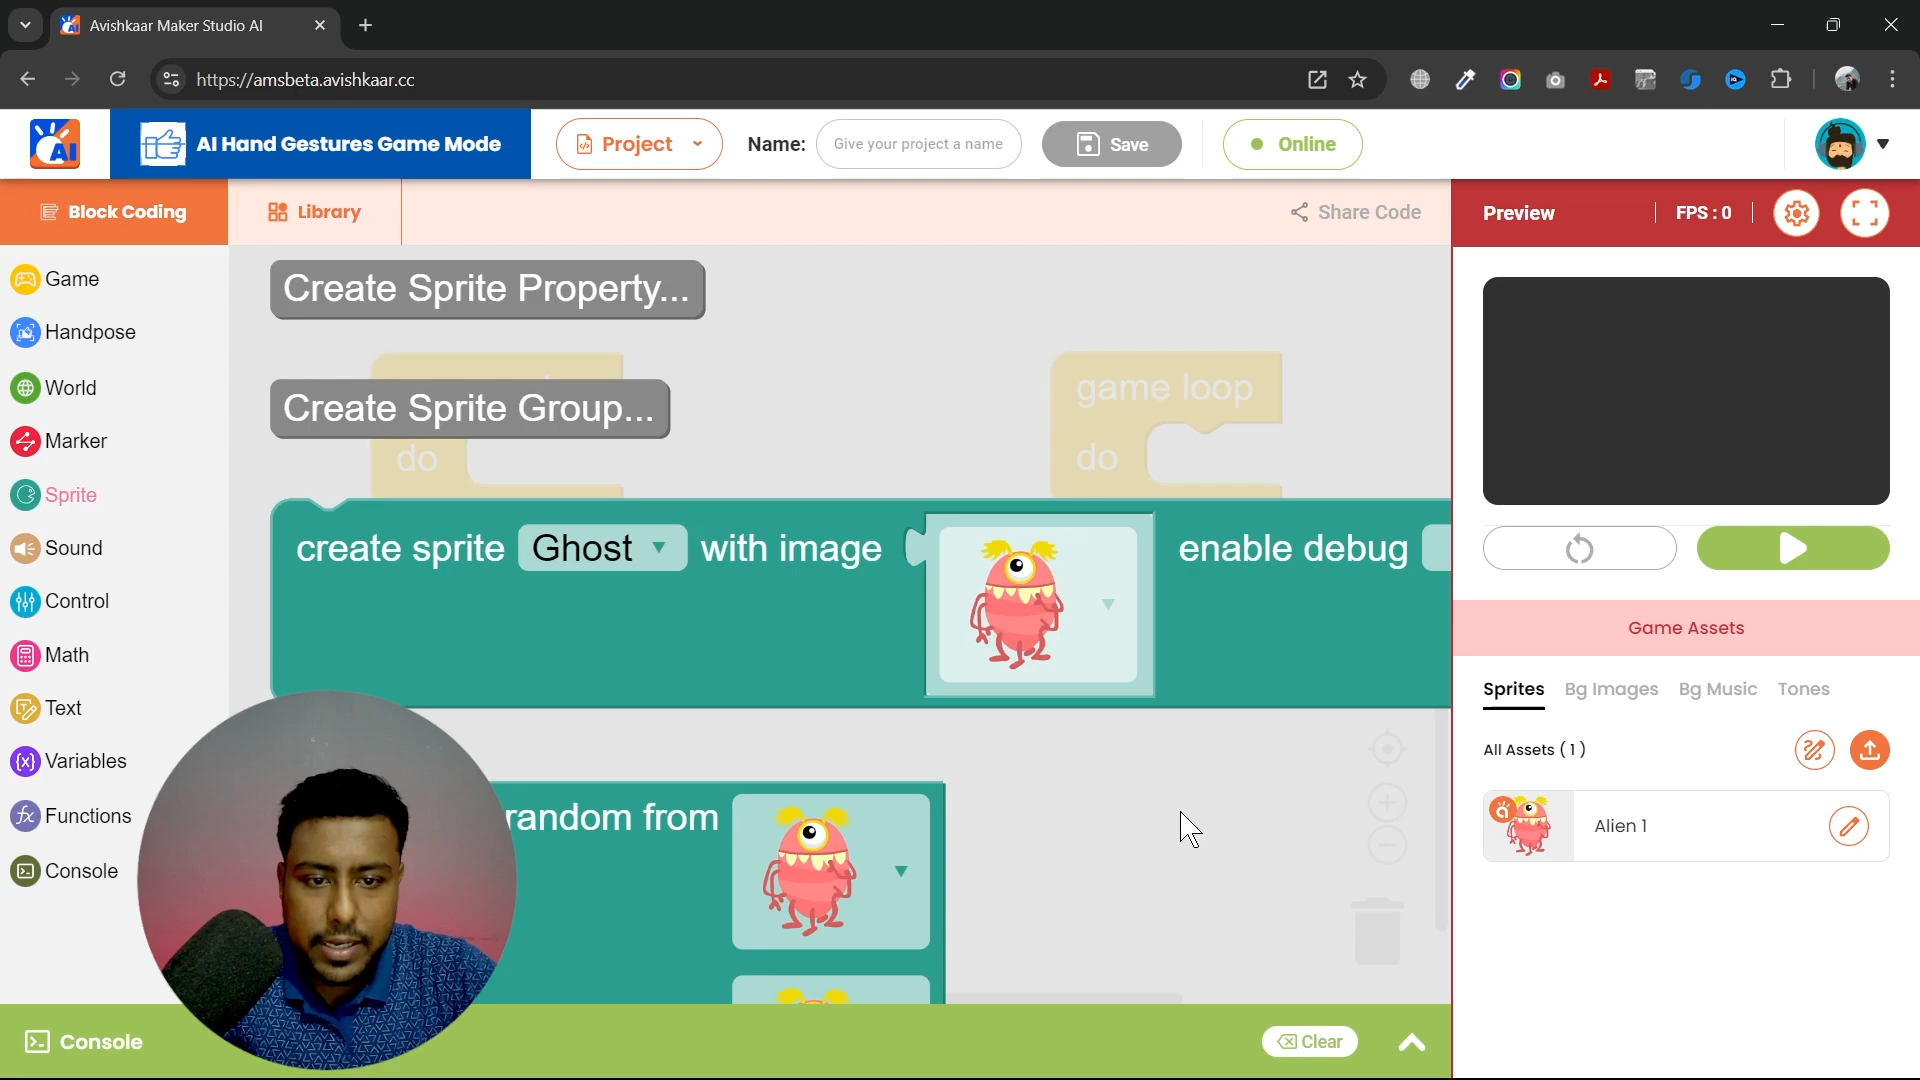 Avishkaar Maker Studio AI
https://amsbeta.avishkaar.cc
AI
AI Hand Gestures Game Mode
Project
Name:
Give your project a name
Save
Online
Block Coding
Library
Share Code
Preview
FPS : 0
Game
Handpose
World
Marker
Sprite
Sound
Control
Math
Text
Variables
Functions
Console
Create Sprite Property...
Create Sprite Group...
do
game loop
do
create sprite Ghost with image enable debug
random from
Game Assets
Sprites Bg Images Bg Music Tones
All Assets ( 1 )
Alien 1
Console
Clear